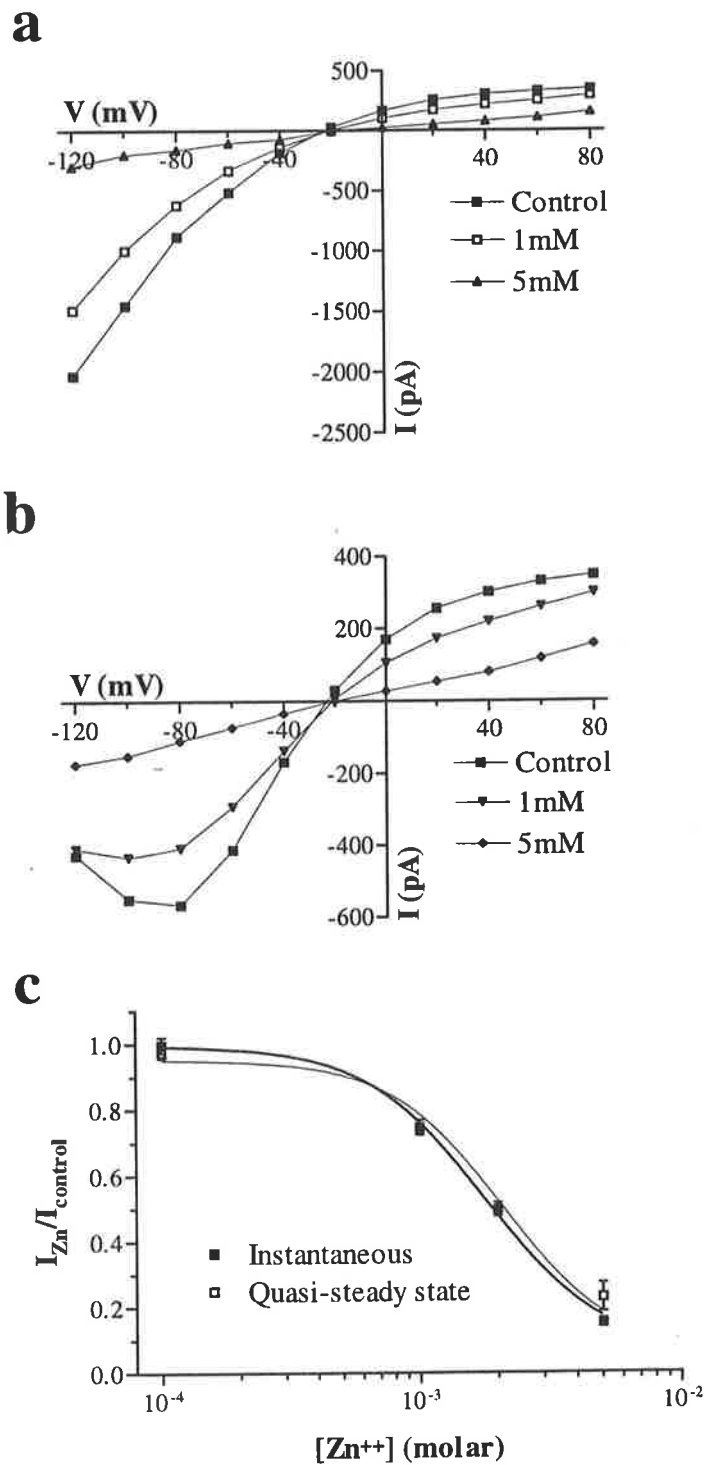 a
500
V (mV)
-120
-80
-40
40
80
-500
-1000
-1500
-2000
-2500
I (pA)
Control
1mM
5mM
b
400
200
V (mV)
-120
-80
-40
40
80
-200
-400
-600
I (pA)
Control
1mM
5mM
c
1.0
0.8
0.6
0.4
0.2
0.0
I_Zn/I_control
Instantaneous
Quasi-steady state
10⁻⁴
10⁻³
10⁻²
[Zn⁺⁺] (molar)